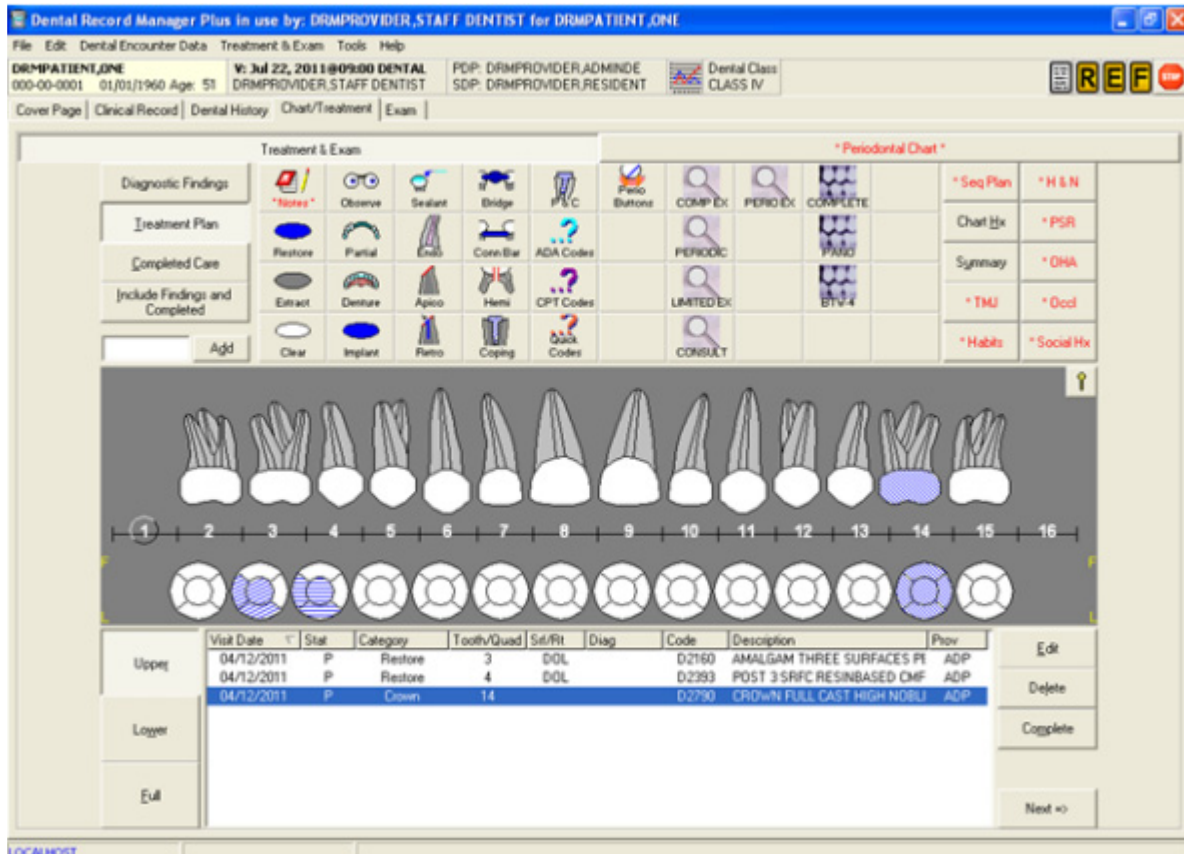 Dental Record Manager Plus in use by: DRMPROVIDER,STAFF DENTIST for DRMPATIENT,ONE
File Edit Dental Encounter Data Treatment & Exam Tools Help
DRMPATIENT,ONE V: Jul 22, 2011@09:00 DENTAL PDP: DRMPROVIDER,ADMINDE Dental Class
000-00-0001 01/01/1960 Age: 51 DRMPROVIDER,STAFF DENTIST SDP: DRMPROVIDER,RESIDENT CLASS IV
R E F STOP
Cover Page Clinical Record Dental History Chart/Treatment Exam
Treatment & Exam * Periodontal Chart *
Diagnostic Findings
Treatment Plan
Completed Care
Include Findings and
Completed
Add
*Notes* Observe Sealant Bridge P/C Perio
Buttons COMP EX PERIO EX COMPLETE
Restore Partial Endo Conn Bar ADA Codes PERIODIC PANO
Extract Denture Apico Hemi CPT Codes LIMITED EX BTW-4
Clear Implant Retro Coping Quick
Codes CONSULT
* Seq Plan * H & N
Chart Hx * PSR
Summary * OHA
* TMJ * Occl
* Habits * Social Hx
1 2 3 4 5 6 7 8 9 10 11 12 13 14 15 16
F F
L L
Upper
Lower
Full
Visit Date Stat Category Tooth/Quad Srf/Rt Diag Code Description Prov
04/12/2011 P Restore 3 DOL D2160 AMALGAM THREE SURFACES PE ADP
04/12/2011 P Restore 4 DOL D2393 POST 3 SRFC RESINBASED CMF ADP
04/12/2011 P Crown 14 D2790 CROWN FULL CAST HIGH NOBLE ADP
Edit
Delete
Complete
Next =>
LOCALHOST